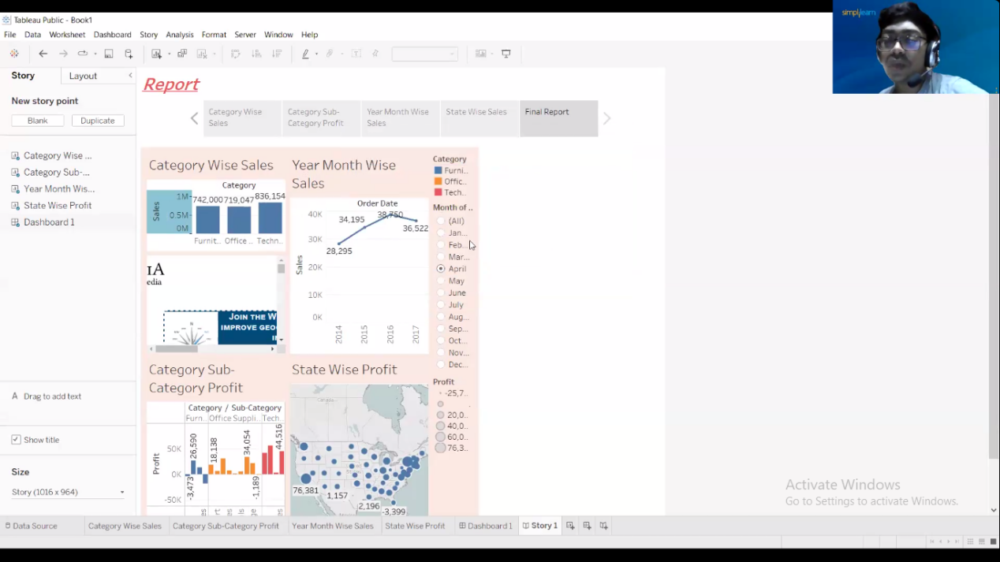 Tableau Public - Book1
simplilearn
File Data Worksheet Dashboard Story Analysis Format Server Window Help
Story Layout
New story point
Blank Duplicate
Category Wise ...
Category Sub-...
Year Month Wis...
State Wise Profit
Dashboard 1
A Drag to add text
Show title
Size
Story (1016 x 964)
Report
Category Wise
Sales
Category Sub-
Category Profit
Year Month Wise
Sales
State Wise Sales
Final Report
Category Wise Sales
Category
Sales
1M
0.5M
0M
742,000 719,047 836,154
Furnit.. Office .. Techn..
IA
edia
JOIN THE W
IMPROVE GEO
N
Year Month Wise
Sales
Order Date
Sales
40K
30K
20K
10K
0K
28,295
34,195
38,750
36,522
2014 2015 2016 2017
Category
Furni..
Offic..
Tech..
Month of ..
(All)
Jan...
Feb...
Mar...
April
May
June
July
Aug...
Sep...
Oct...
Nov...
Dec...
Profit
-25,7..
20,0..
40,0..
60,0..
76,3..
Category Sub-
Category Profit
Category / Sub-Category
Furn.. Office Suppli.. Tech..
Profit
50K
0K
-50K
-3,473
26,590
18,138
34,054
-1,189
44,516
State Wise Profit
76,381
1,157
2,196
-3,399
Activate Windows
Go to Settings to activate Windows.
Data Source Category Wise Sales Category Sub-Category Profit Year Month Wise Sales State Wise Profit Dashboard 1 Story 1